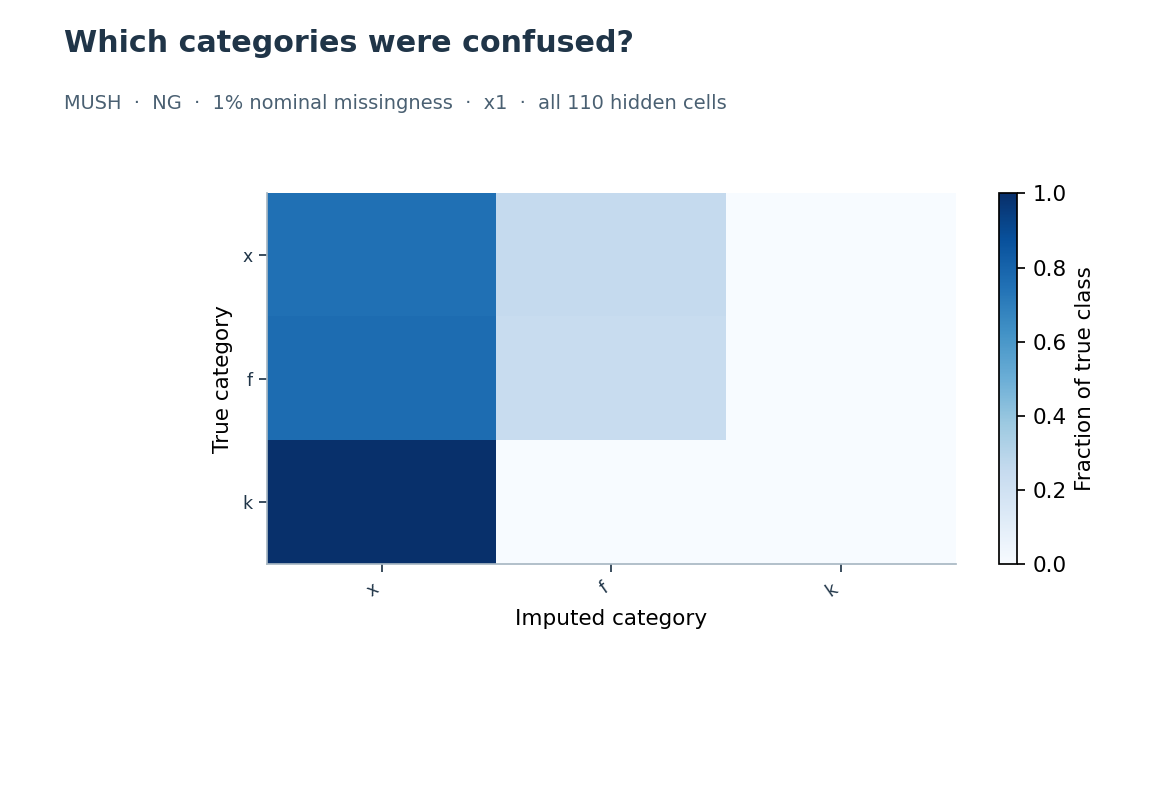 Which categories were confused?
MUSH · NG · 1% nominal missingness · x1 · all 110 hidden cells
True category
x
f
k
x
f
k
Imputed category
1.0
0.8
0.6
0.4
0.2
0.0
Fraction of true class